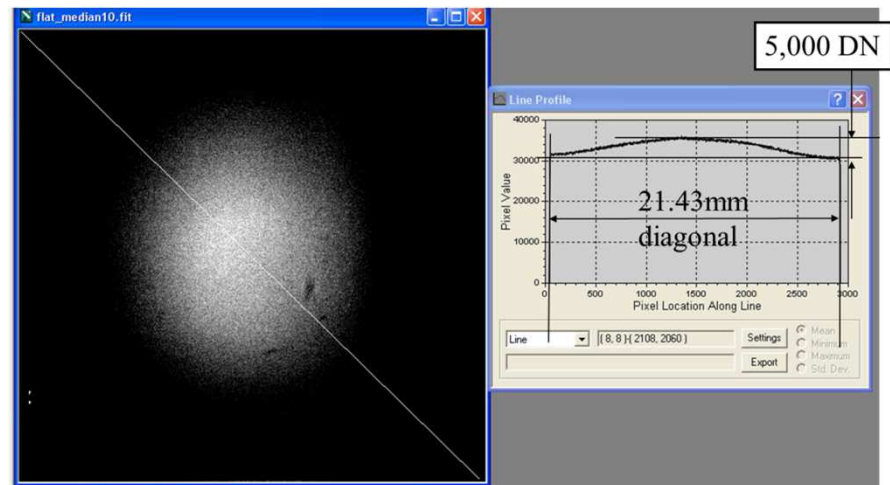 flat_median10.fit
5,000 DN
Line Profile
40000
30000
20000
10000
0
Pixel Value
21.43mm
diagonal
0 500 1000 1500 2000 2500 3000
Pixel Location Along Line
Line
( 8, 8 )-( 2108, 2060 )
Settings
Export
Mean
Minimum
Maximum
Std. Dev.